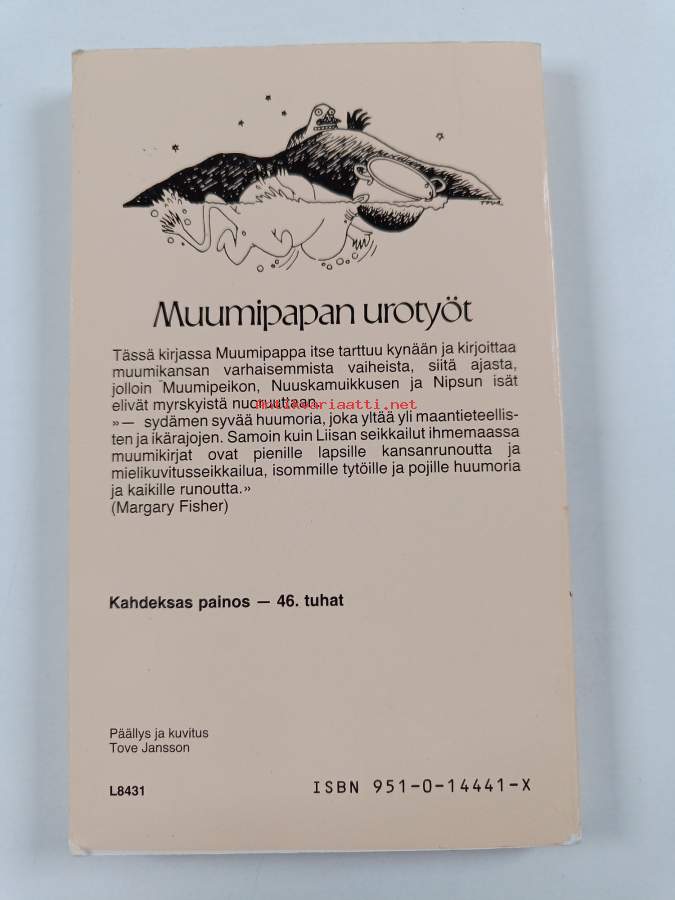 TOVE
Muumipapan urotyöt
Tässä kirjassa Muumipappa itse tarttuu kynään ja kirjoittaa
muumikansan varhaisemmista vaiheista, siitä ajasta,
jolloin Muumipeikon, Nuuskamuikkusen ja Nipsun isät
elivät myrskyistä nuoruuttaan.
antikvariaatti.net
»— sydämen syvää huumoria, joka yltää yli maantieteellis-
ten ja ikärajojen. Samoin kuin Liisan seikkailut ihmemaassa
muumikirjat ovat pienille lapsille kansanrunoutta ja
mielikuvitusseikkailua, isommille tytöille ja pojille huumoria
ja kaikille runoutta.»
(Margary Fisher)
Kahdeksas painos — 46. tuhat
Päällys ja kuvitus
Tove Jansson
L8431
ISBN 951-0-14441-X